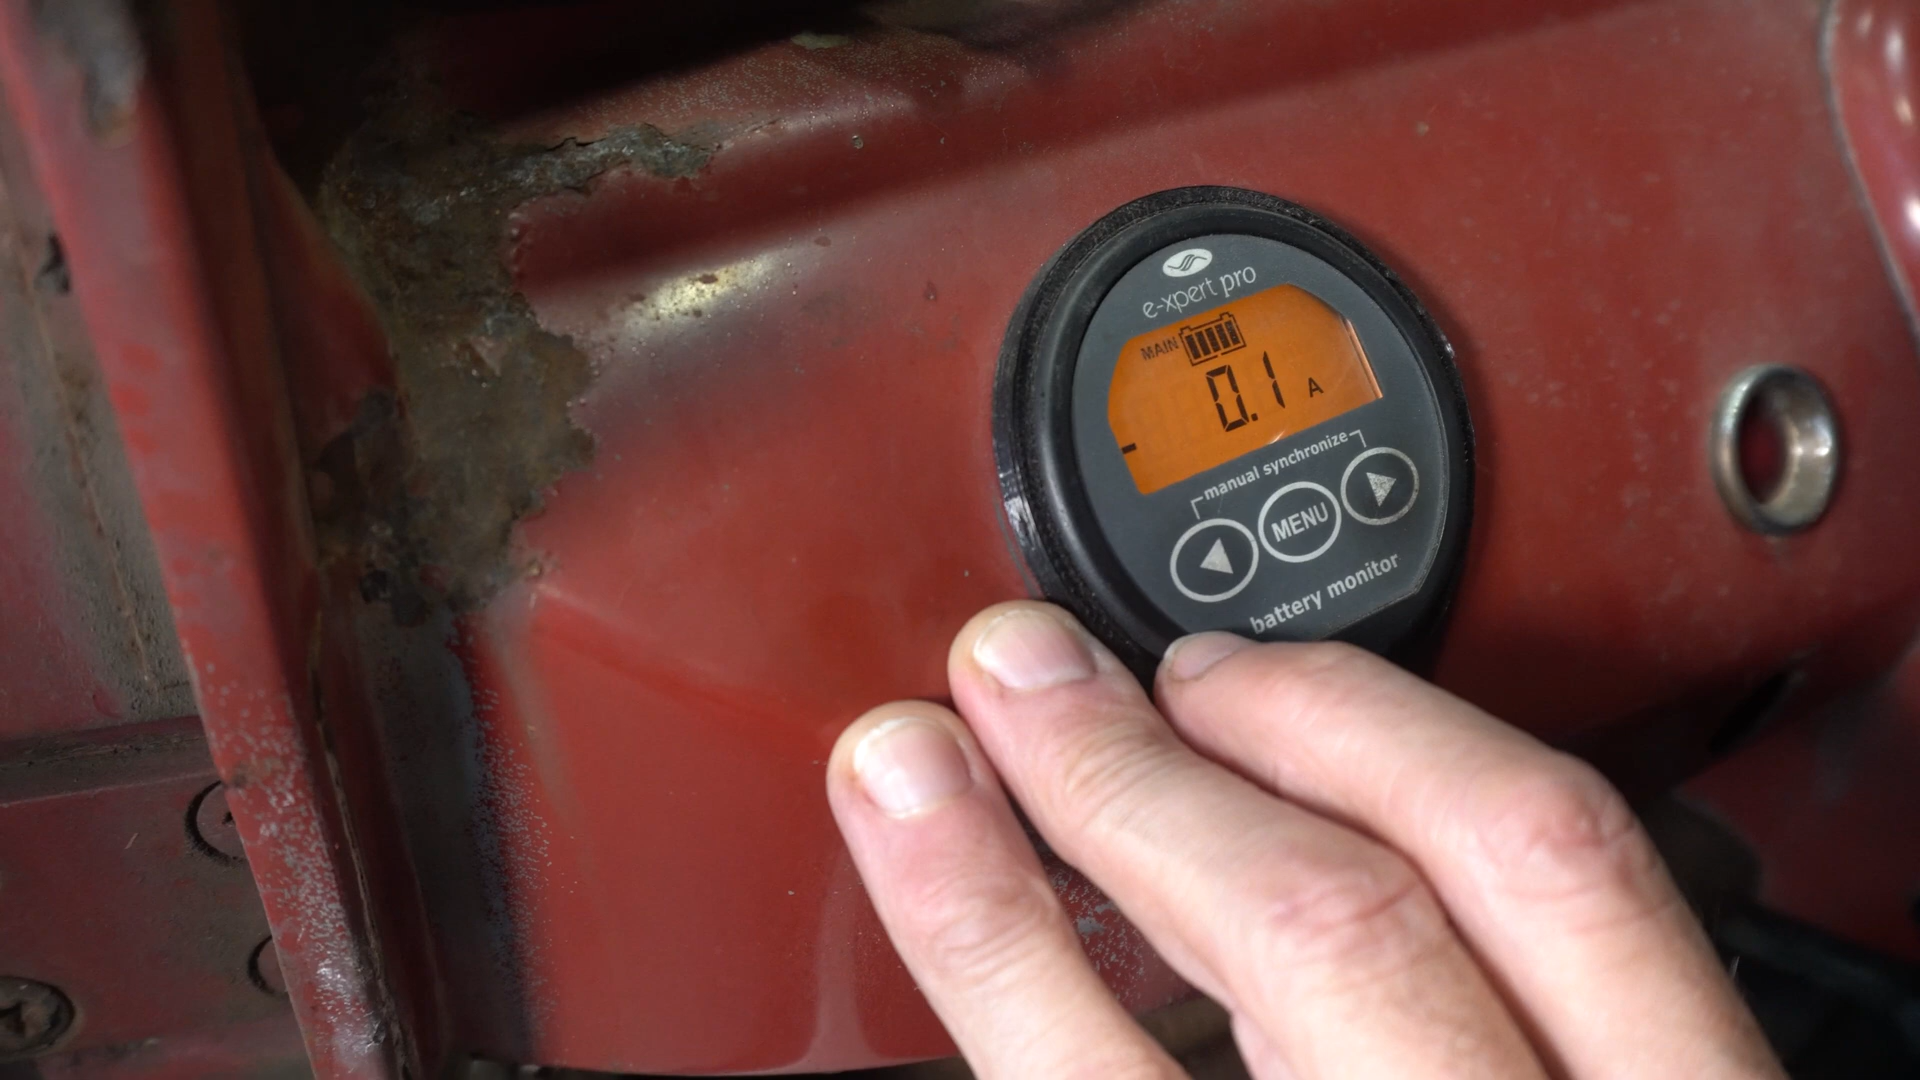 e-xpert pro
MAIN
- 0.1 A
manual synchronize
MENU
battery monitor